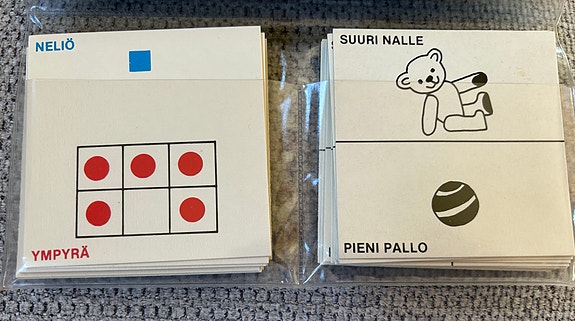 NELIÖ
YMPYRÄ
SUURI NALLE
PIENI PALLO